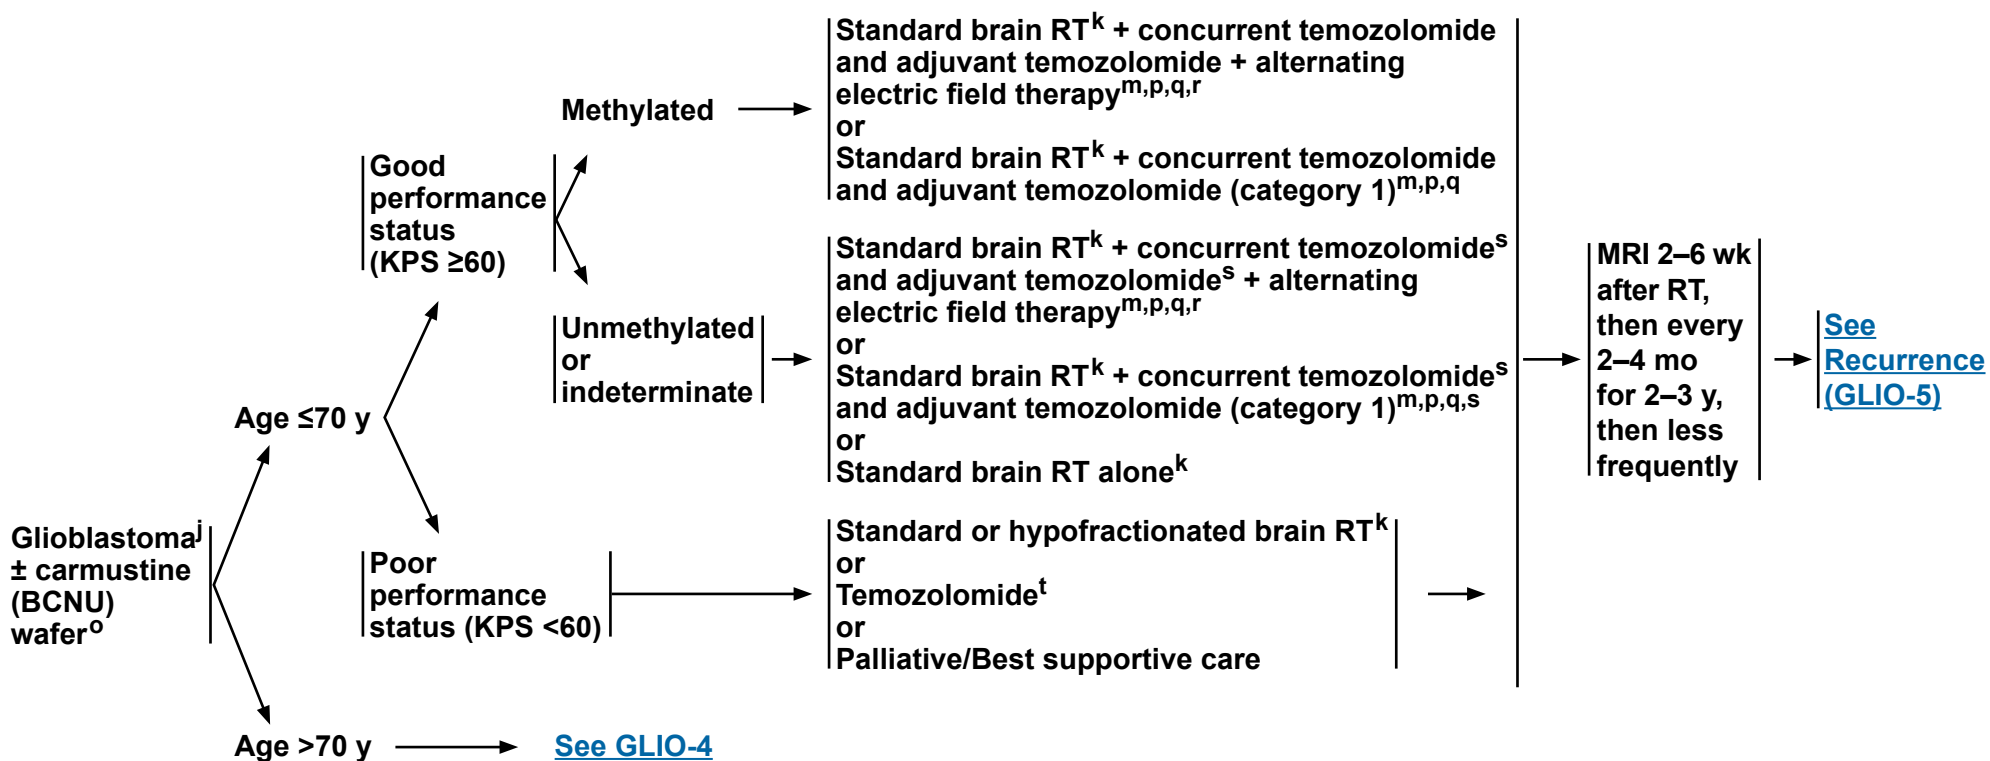 Glioblastomaʲ
± carmustine
(BCNU)
waferᵒ
Age ≤70 y
Good
performance
status
(KPS ≥60)
Methylated
Standard brain RTᵏ + concurrent temozolomide
and adjuvant temozolomide + alternating
electric field therapyᵐ,ᵖ,q,ʳ
or
Standard brain RTᵏ + concurrent temozolomide
and adjuvant temozolomide (category 1)ᵐ,ᵖ,q
Unmethylated
or
indeterminate
Standard brain RTᵏ + concurrent temozolomideˢ
and adjuvant temozolomideˢ + alternating
electric field therapyᵐ,ᵖ,q,ʳ
or
Standard brain RTᵏ + concurrent temozolomideˢ
and adjuvant temozolomide (category 1)ᵐ,ᵖ,q,ˢ
or
Standard brain RT aloneᵏ
Poor
performance
status (KPS <60)
Standard or hypofractionated brain RTᵏ
or
Temozolomideᵗ
or
Palliative/Best supportive care
MRI 2–6 wk
after RT,
then every
2–4 mo
for 2–3 y,
then less
frequently
See
Recurrence
(GLIO-5)
Age >70 y
See GLIO-4